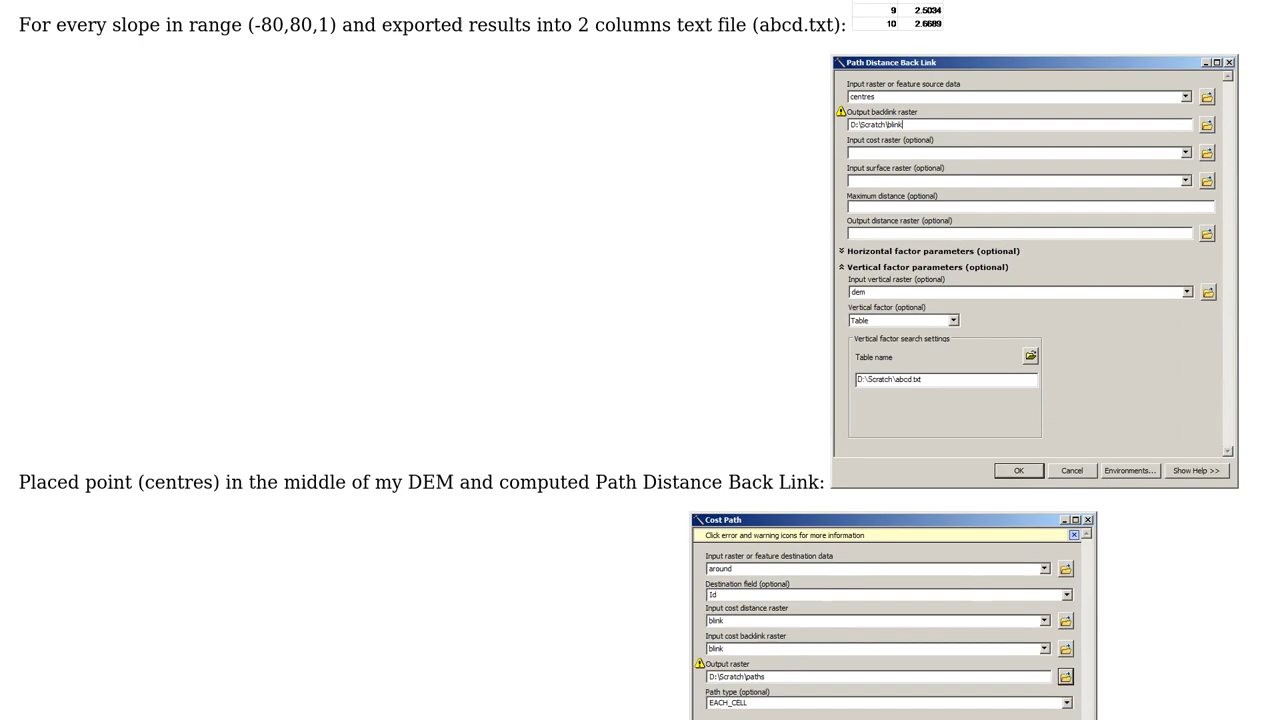 9 2.5034
For every slope in range (-80,80,1) and exported results into 2 columns text file (abcd.txt):
10 2.6689
Path Distance Back Link
Input raster or feature source data
centres
Output backlink raster
D:\Scratch\blink
Input cost raster (optional)
Input surface raster (optional)
Maximum distance (optional)
Output distance raster (optional)
Horizontal factor parameters (optional)
Vertical factor parameters (optional)
Input vertical raster (optional)
dem
Vertical factor (optional)
Table
Vertical factor search settings
Table name
D:\Scratch\abcd.txt
OK Cancel Environments... Show Help >>
Placed point (centres) in the middle of my DEM and computed Path Distance Back Link:
Cost Path
Click error and warning icons for more information
Input raster or feature destination data
around
Destination field (optional)
Id
Input cost distance raster
blink
Input cost backlink raster
blink
Output raster
D:\Scratch\paths
Path type (optional)
EACH_CELL